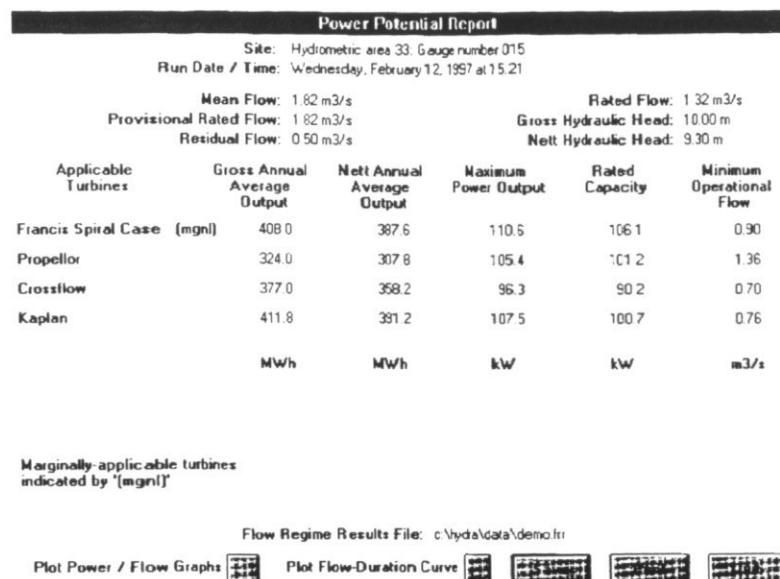 Power Potential Report
Site: Hydrometric area 33: Gauge number 015
Run Date / Time: Wednesday, February 12, 1997 at 15.21
Mean Flow: 1.82 m3/s Rated Flow: 1.32 m3/s
Provisional Rated Flow: 1.82 m3/s Gross Hydraulic Head: 10.00 m
Residual Flow: 0.50 m3/s Nett Hydraulic Head: 9.30 m
Applicable Turbines Gross Annual Average Output Nett Annual Average Output Maximum Power Output Rated Capacity Minimum Operational Flow
Francis Spiral Case (mgnl) 408.0 387.6 110.6 106.1 0.90
Propellor 324.0 307.8 105.4 101.2 1.36
Crossflow 377.0 358.2 96.3 90.2 0.70
Kaplan 411.8 391.2 107.5 100.7 0.76
MWh MWh kW kW m3/s
Marginally-applicable turbines
indicated by '(mgnl)'
Flow Regime Results File: c:\hydra\data\demo.frr
Plot Power / Flow Graphs Plot Flow-Duration Curve